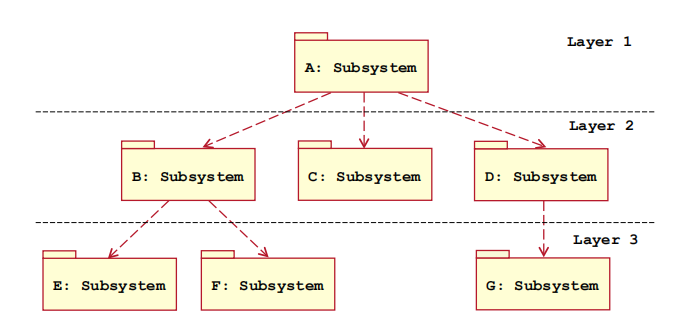 Layer 1
A: Subsystem
Layer 2
B: Subsystem
C: Subsystem
D: Subsystem
Layer 3
E: Subsystem
F: Subsystem
G: Subsystem